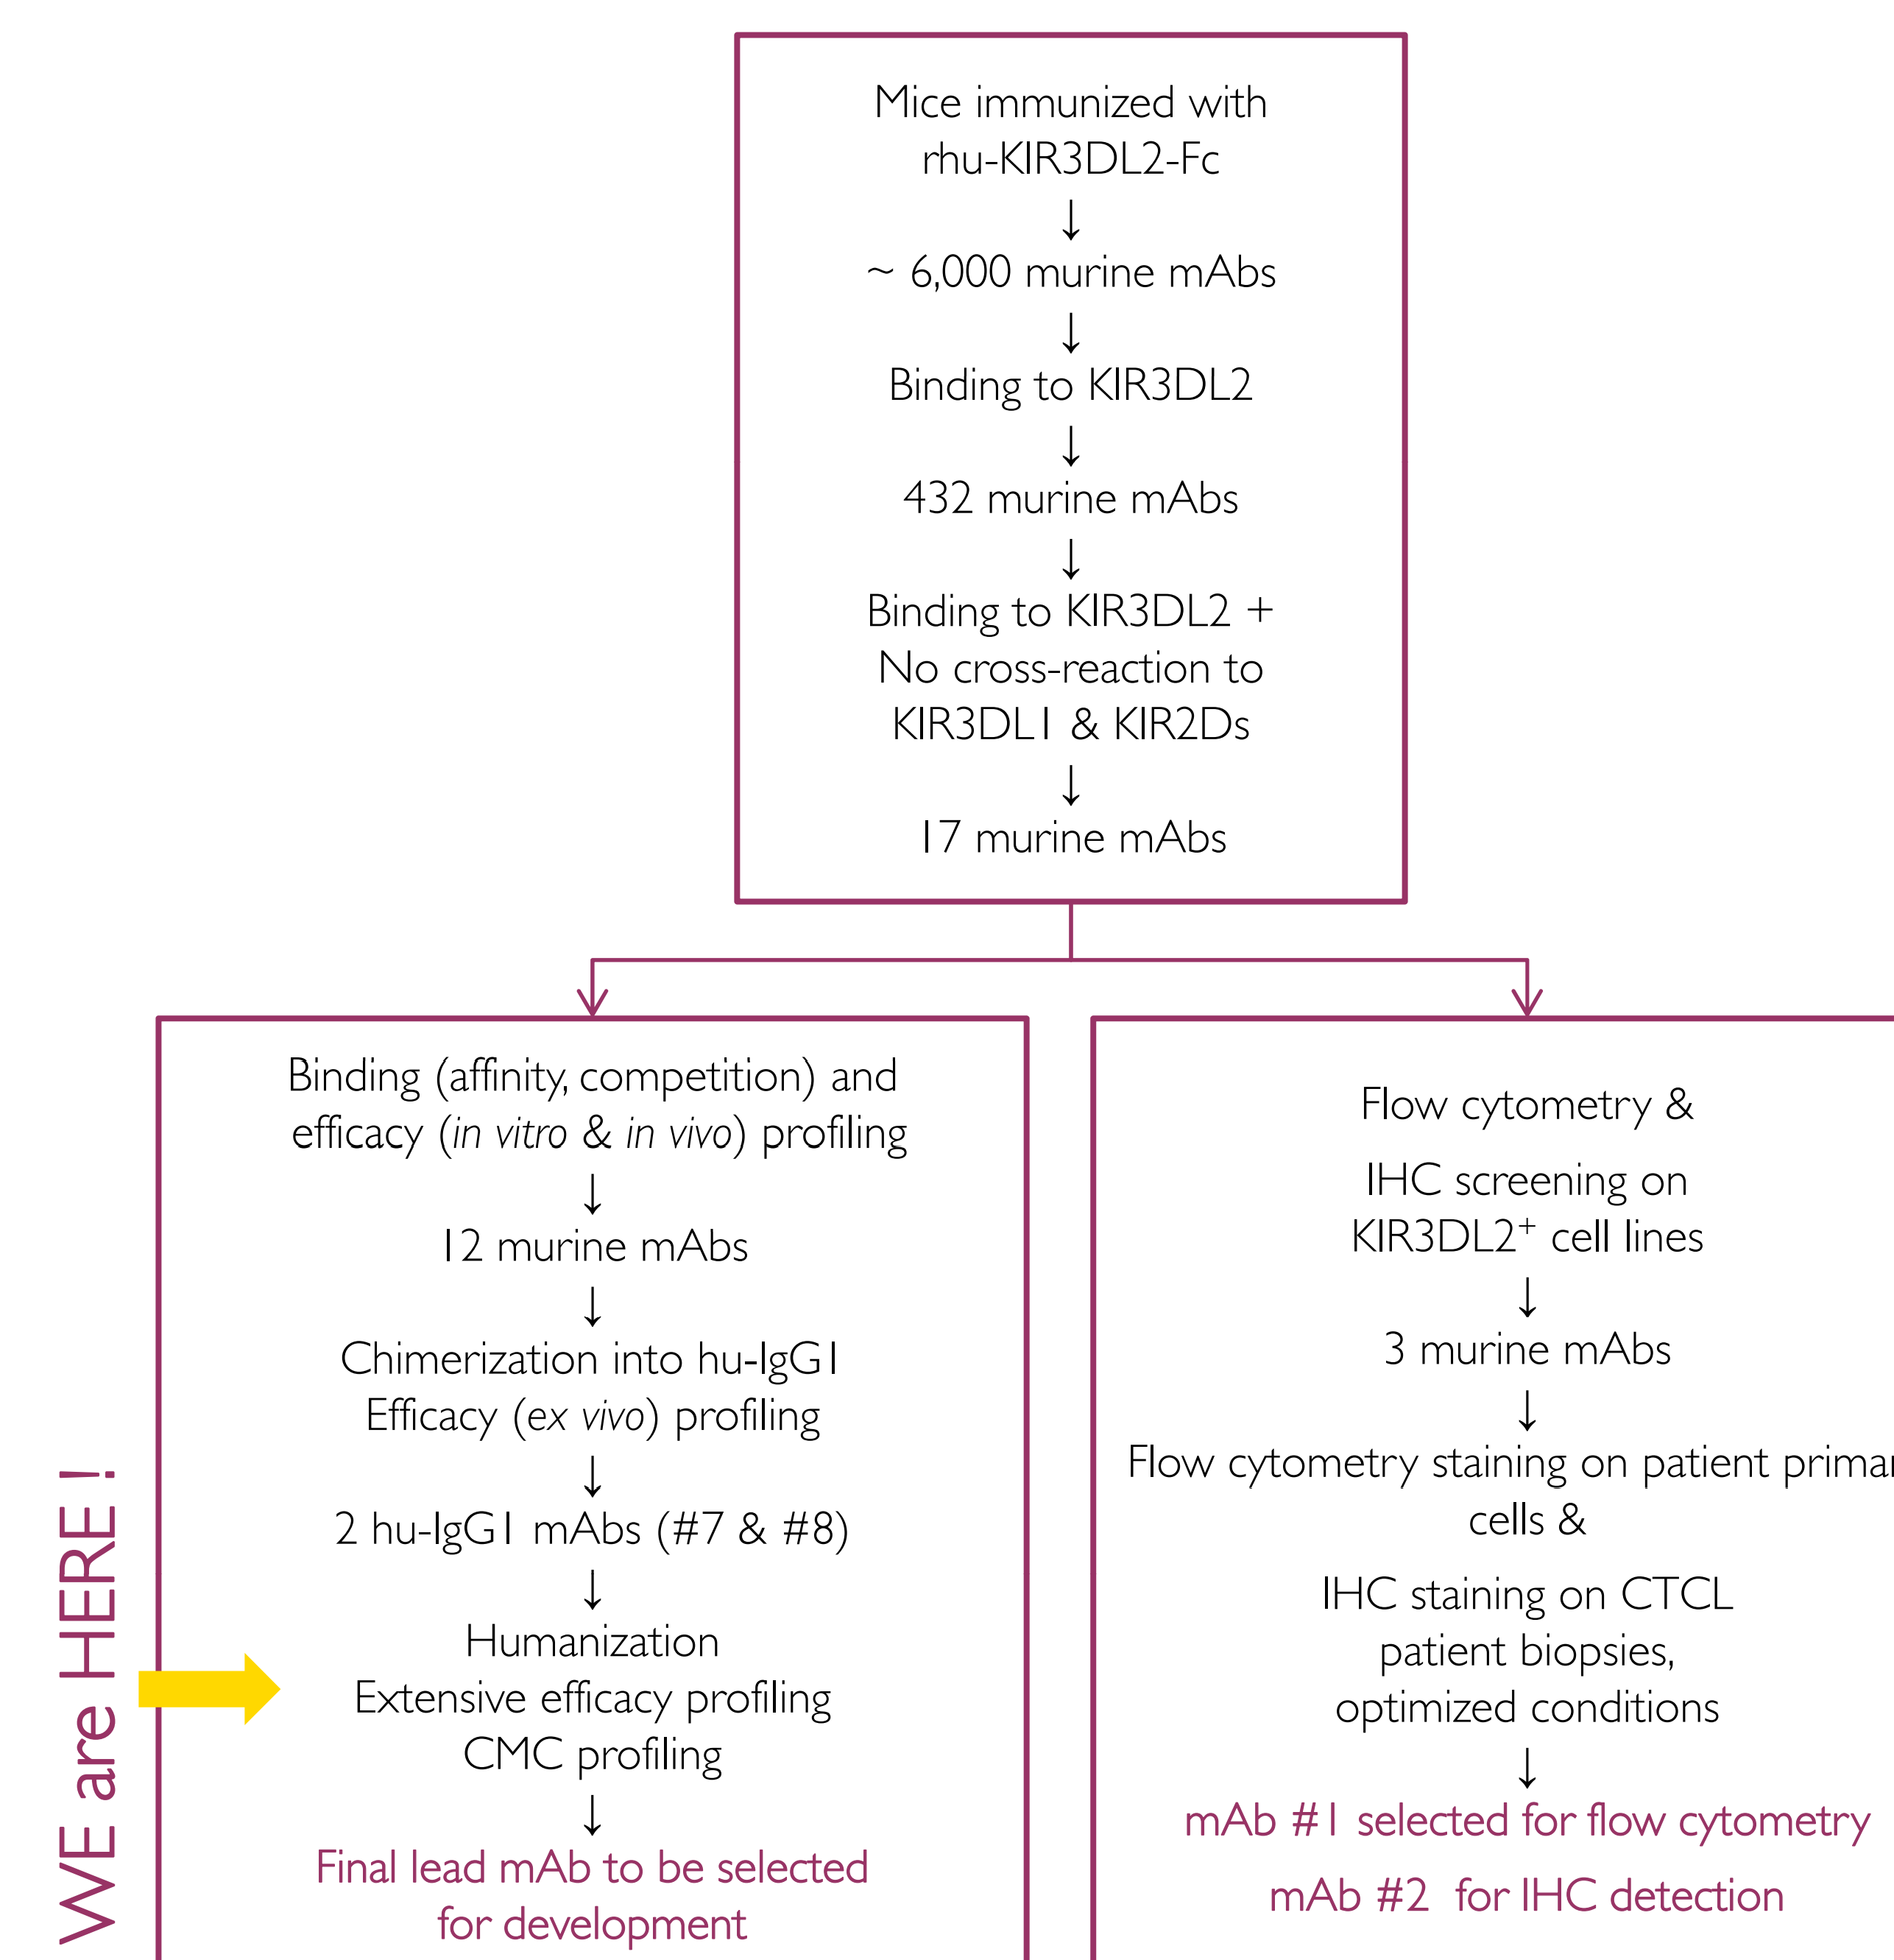 Mice immunized with
rhu-KIR3DL2-Fc
↓
~ 6,000 murine mAbs
↓
Binding to KIR3DL2
↓
432 murine mAbs
↓
Binding to KIR3DL2 +
No cross-reaction to
KIR3DL1 & KIR2Ds
↓
17 murine mAbs
Binding (affinity, competition) and
efficacy (in vitro & in vivo) profiling
↓
12 murine mAbs
↓
Chimerization into hu-IgG1
Efficacy (ex vivo) profiling
↓
2 hu-IgG1 mAbs (#7 & #8)
↓
Humanization
Extensive efficacy profiling
CMC profiling
↓
Final lead mAb to be selected
for development
WE are HERE !
Flow cytometry &
IHC screening on
KIR3DL2⁺ cell lines
↓
3 murine mAbs
↓
Flow cytometry staining on patient
cells &
IHC staining on CTCL
patient biopsies,
optimized conditions
↓
mAb #1 selected for flow cytometry
mAb #2 for IHC detection